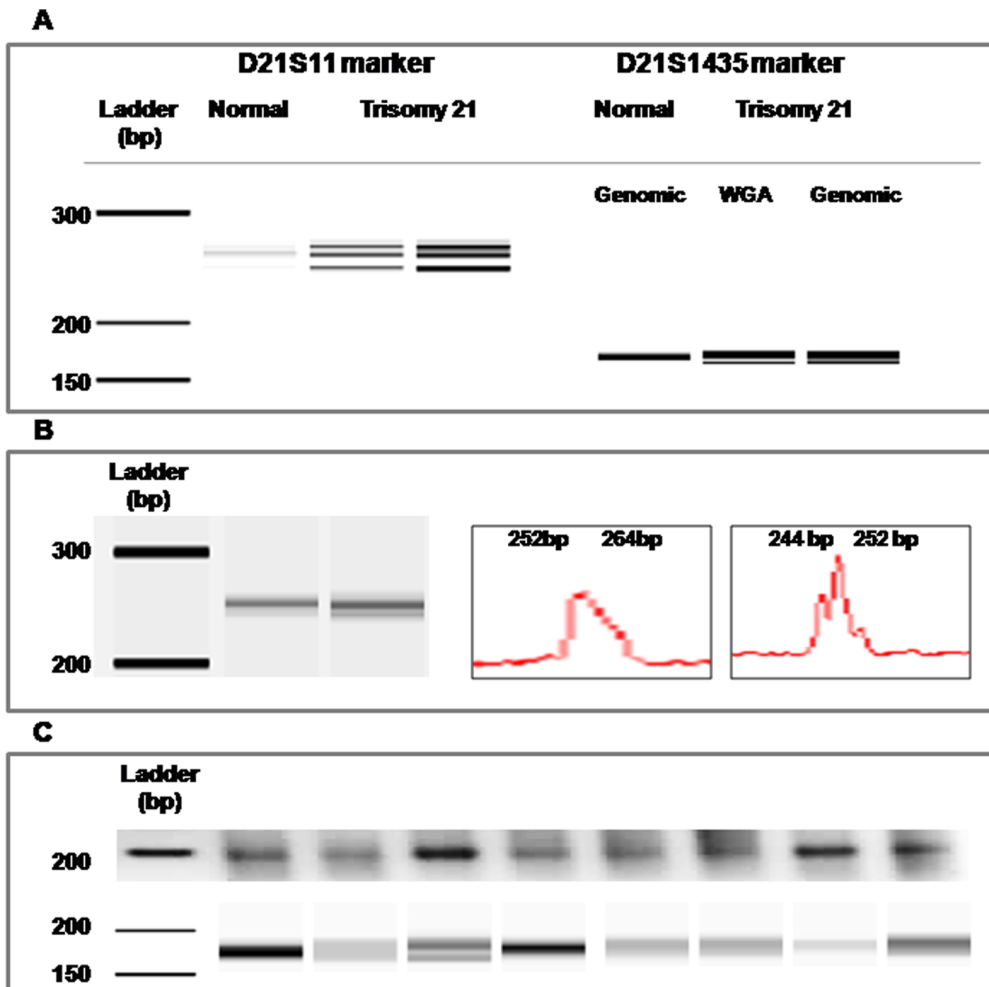 A
D21S11 marker D21S1435 marker
Ladder Normal Trisomy 21 Normal Trisomy 21
(bp)
Genomic WGA Genomic
300
200
150
B
Ladder
(bp)
300
200
252bp 264bp
244 bp 252 bp
C
Ladder
(bp)
200
200
150